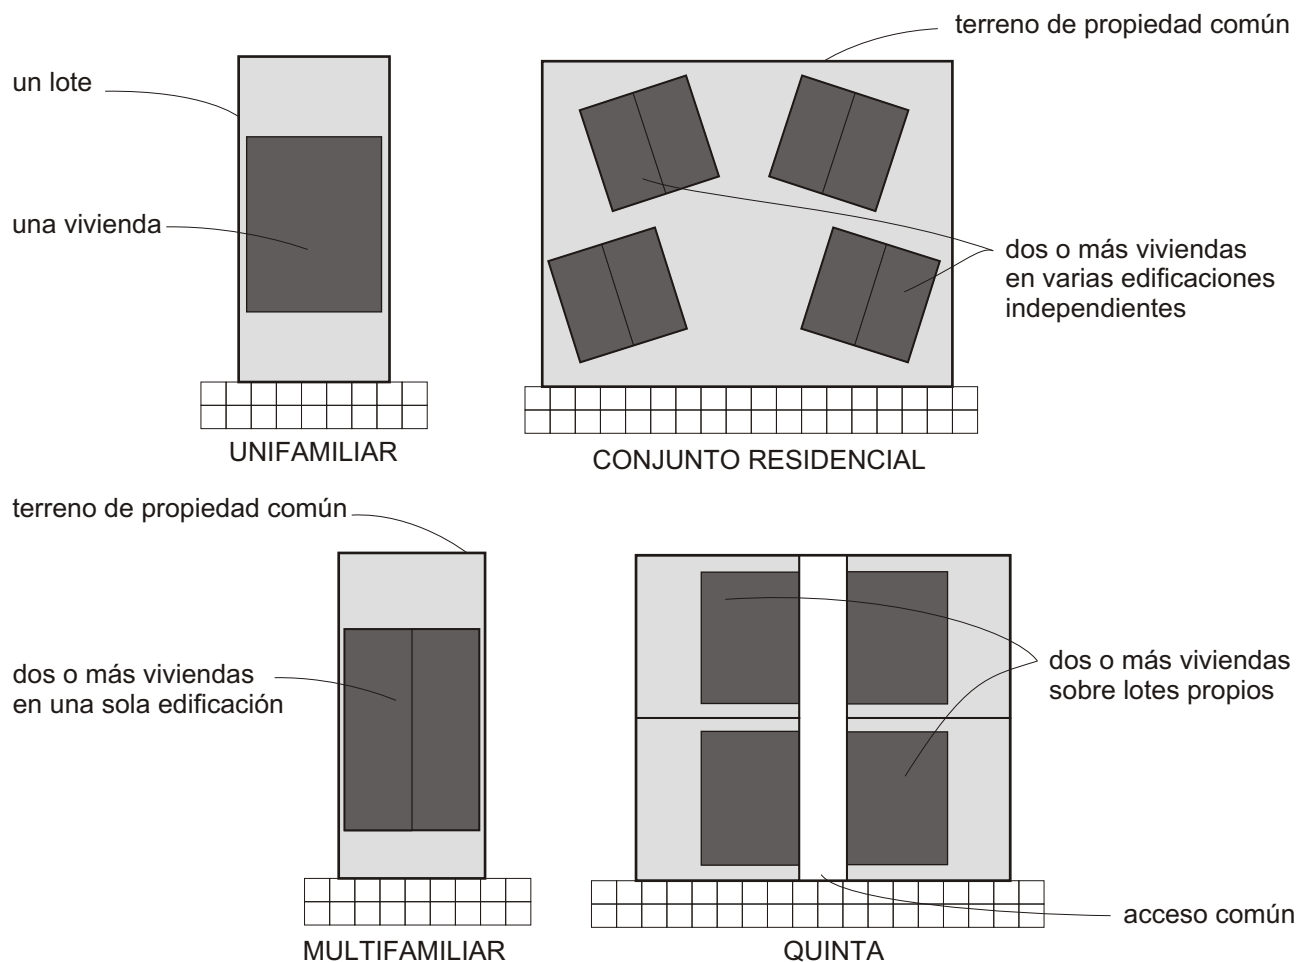 terreno de propiedad común
un lote
una vivienda
dos o más viviendas
en varias edificaciones
independientes
UNIFAMILIAR
CONJUNTO RESIDENCIAL
terreno de propiedad común
dos o más viviendas
en una sola edificación
dos o más viviendas
sobre lotes propios
acceso común
MULTIFAMILIAR
QUINTA